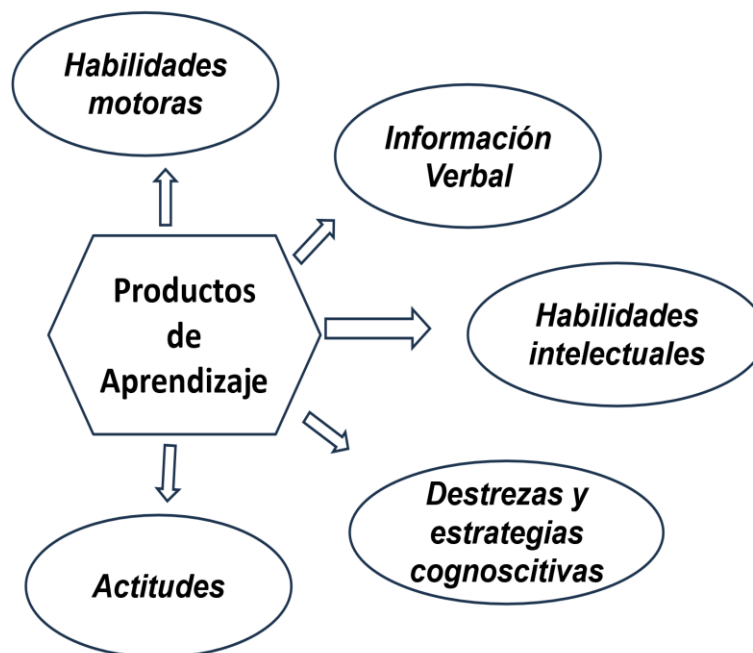 Habilidades
motoras
Información
Verbal
Productos
de
Aprendizaje
Habilidades
intelectuales
Destrezas y
estrategias
cognoscitivas
Actitudes